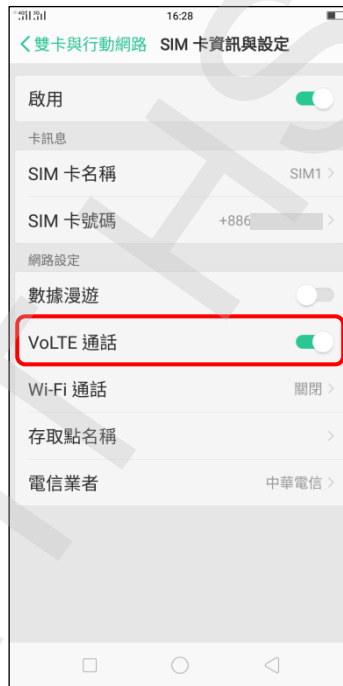 16:28
雙卡與行動網路 SIM 卡資訊與設定
啟用
卡訊息
SIM 卡名稱 SIM1
SIM 卡號碼 +886
網路設定
數據漫遊
VoLTE 通話
Wi-Fi 通話 關閉
存取點名稱
電信業者 中華電信